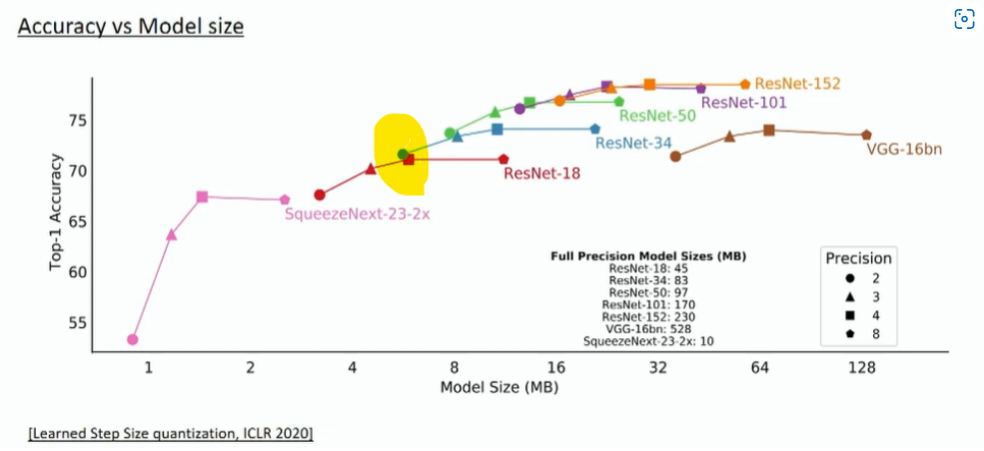 Accuracy vs Model size
75
70
65
60
55
Top-1 Accuracy
ResNet-152
ResNet-101
ResNet-50
ResNet-34
VGG-16bn
ResNet-18
SqueezeNext-23-2x
Full Precision Model Sizes (MB)
ResNet-18: 45
ResNet-34: 83
ResNet-50: 97
ResNet-101: 170
ResNet-152: 230
VGG-16bn: 528
SqueezeNext-23-2x: 10
Precision
2
3
4
8
1 2 4 8 16 32 64 128
Model Size (MB)
[Learned Step Size quantization, ICLR 2020]